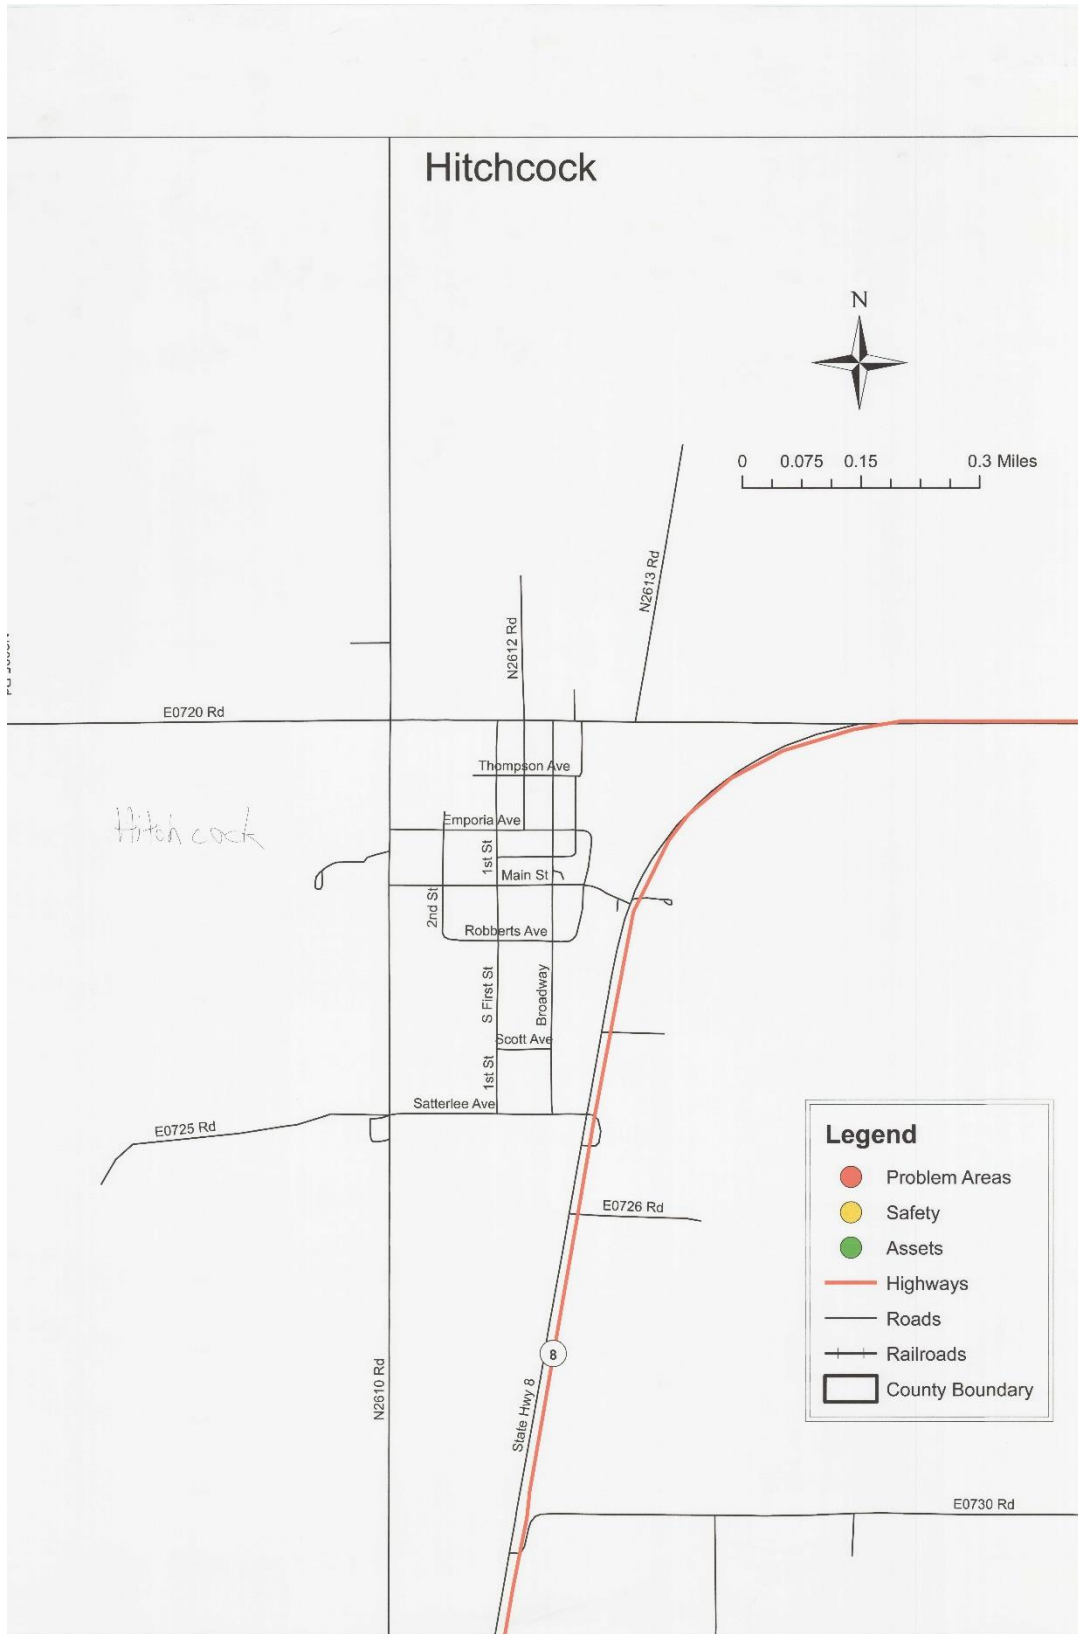 Hitchcock
N
0 0.075 0.15 0.3 Miles
N2613 Rd
N2612 Rd
E0720 Rd
Thompson Ave
Emporia Ave
Hitchcock
1st St
Main St
2nd St
Robberts Ave
S First St
Broadway
Scott Ave
1st St
Satterlee Ave
E0725 Rd
E0726 Rd
Legend
Problem Areas
Safety
Assets
Highways
Roads
Railroads
County Boundary
8
N2610 Rd
State Hwy 8
E0730 Rd